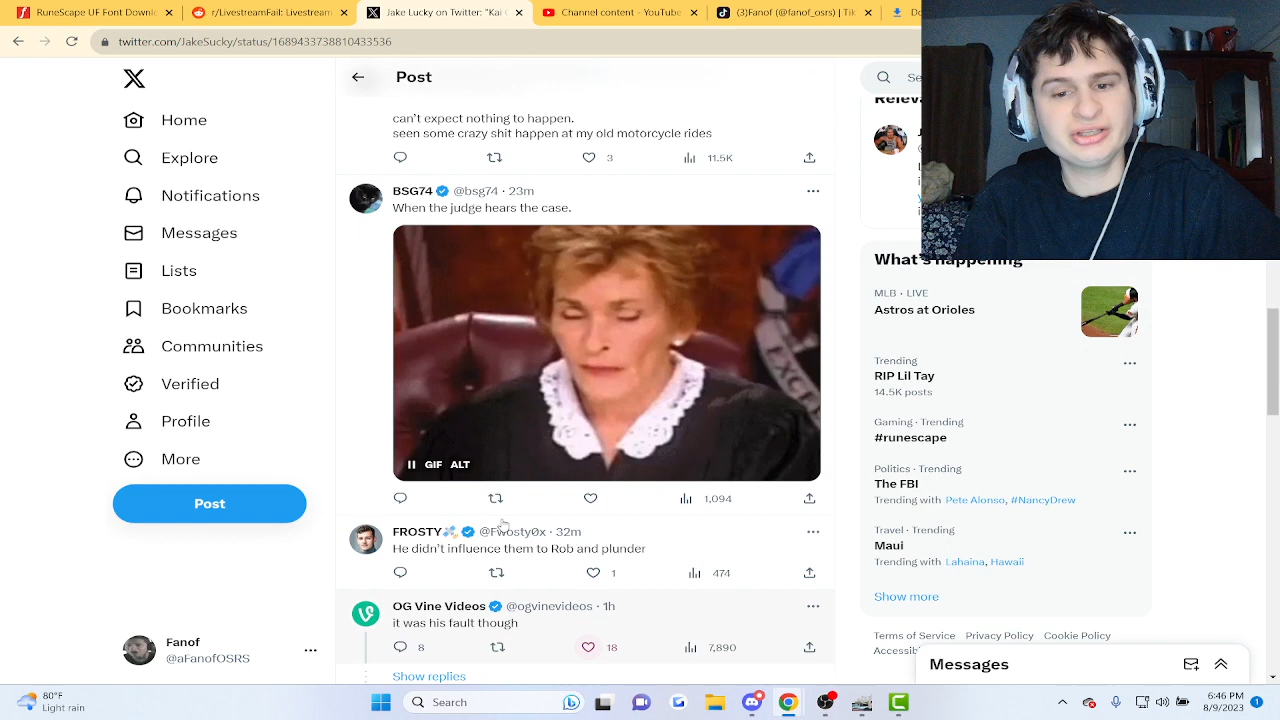 RuneScape UF Font Donlo
Redditors/Livestreamfail
Jake Lucky on Twitter: "Kai (
Channel content - YouTube
(3)Fanof (@fanof_osrs) | Tik
twitter.com/JakeSucky/status/1689433738810433536
Home
Explore
Notifications
Messages
Lists
Bookmarks
Communities
Verified
Profile
More
Post
Fanof
@aFanofOSRS
Post
can't expect nothing to happen.
seen some crazy shit happen at my old motorcycle rides
3
11.5K
BSG74 @bsg74 · 23m
When the judge hears the case.
GIF ALT
1,094
FROSTY @Fr0sty0x · 32m
He didn't influence them to Rob and plunder
1
474
OG Vine Videos @ogvinevideos · 1h
it was his fault though
8
18
7,890
Show replies
What's happening
MLB · LIVE
Astros at Orioles
Trending
RIP Lil Tay
14.5K posts
Gaming · Trending
#runescape
Politics · Trending
The FBI
Trending with Pete Alonso, #NancyDrew
Travel · Trending
Maui
Trending with Lahaina, Hawaii
Show more
Terms of Service Privacy Policy Cookie Policy
Messages
80°F
Light rain
Search
6:46 PM
8/9/2023
1